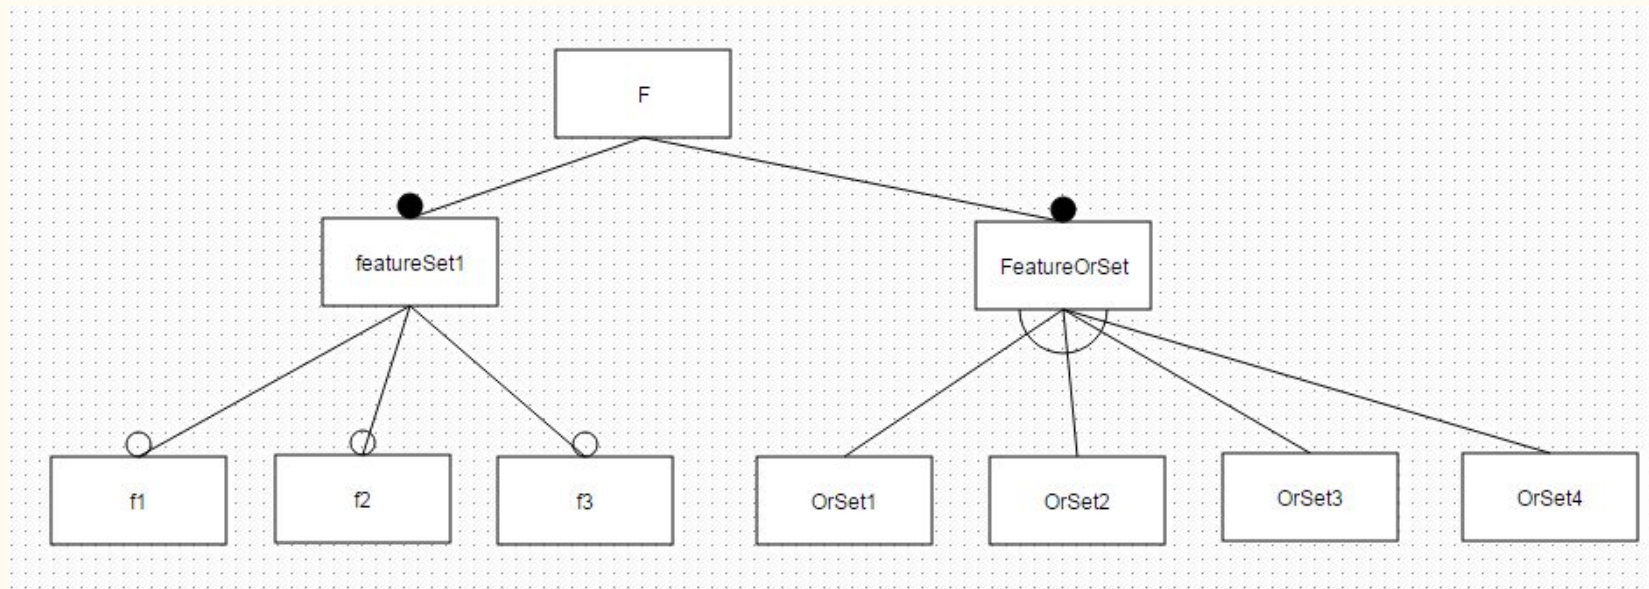 F
featureSet1
FeatureOrSet
f1
f2
f3
OrSet1
OrSet2
OrSet3
OrSet4